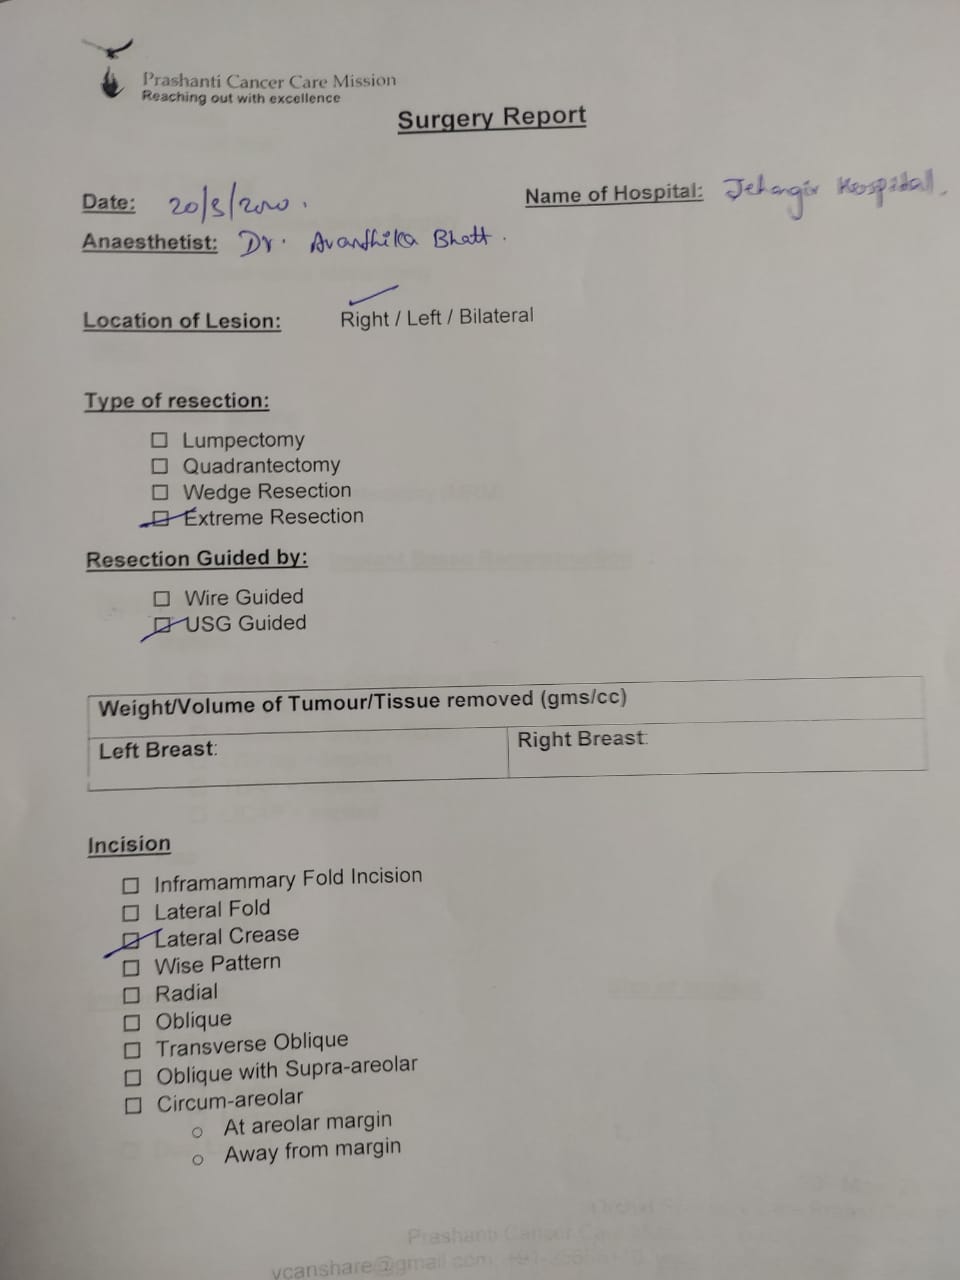 Prashanti Cancer Care Mission
Reaching out with excellence
Surgery Report
Date: 20/3/2020.
Name of Hospital: Jehangir Hospital.
Anaesthetist: Dr. Avanthika Bhatt.
Location of Lesion: Right / Left / Bilateral
Type of resection:
☐ Lumpectomy
☐ Quadrantectomy
☐ Wedge Resection
☑ Extreme Resection
Resection Guided by:
☐ Wire Guided
☑ USG Guided
Weight/Volume of Tumour/Tissue removed (gms/cc)
Left Breast:
Right Breast:
Incision
☐ Inframammary Fold Incision
☐ Lateral Fold
☑ Lateral Crease
☐ Wise Pattern
☐ Radial
☐ Oblique
☐ Transverse Oblique
☐ Oblique with Supra-areolar
☐ Circum-areolar
○ At areolar margin
○ Away from margin
Prashanti Cancer
vcanshare@gmail.com